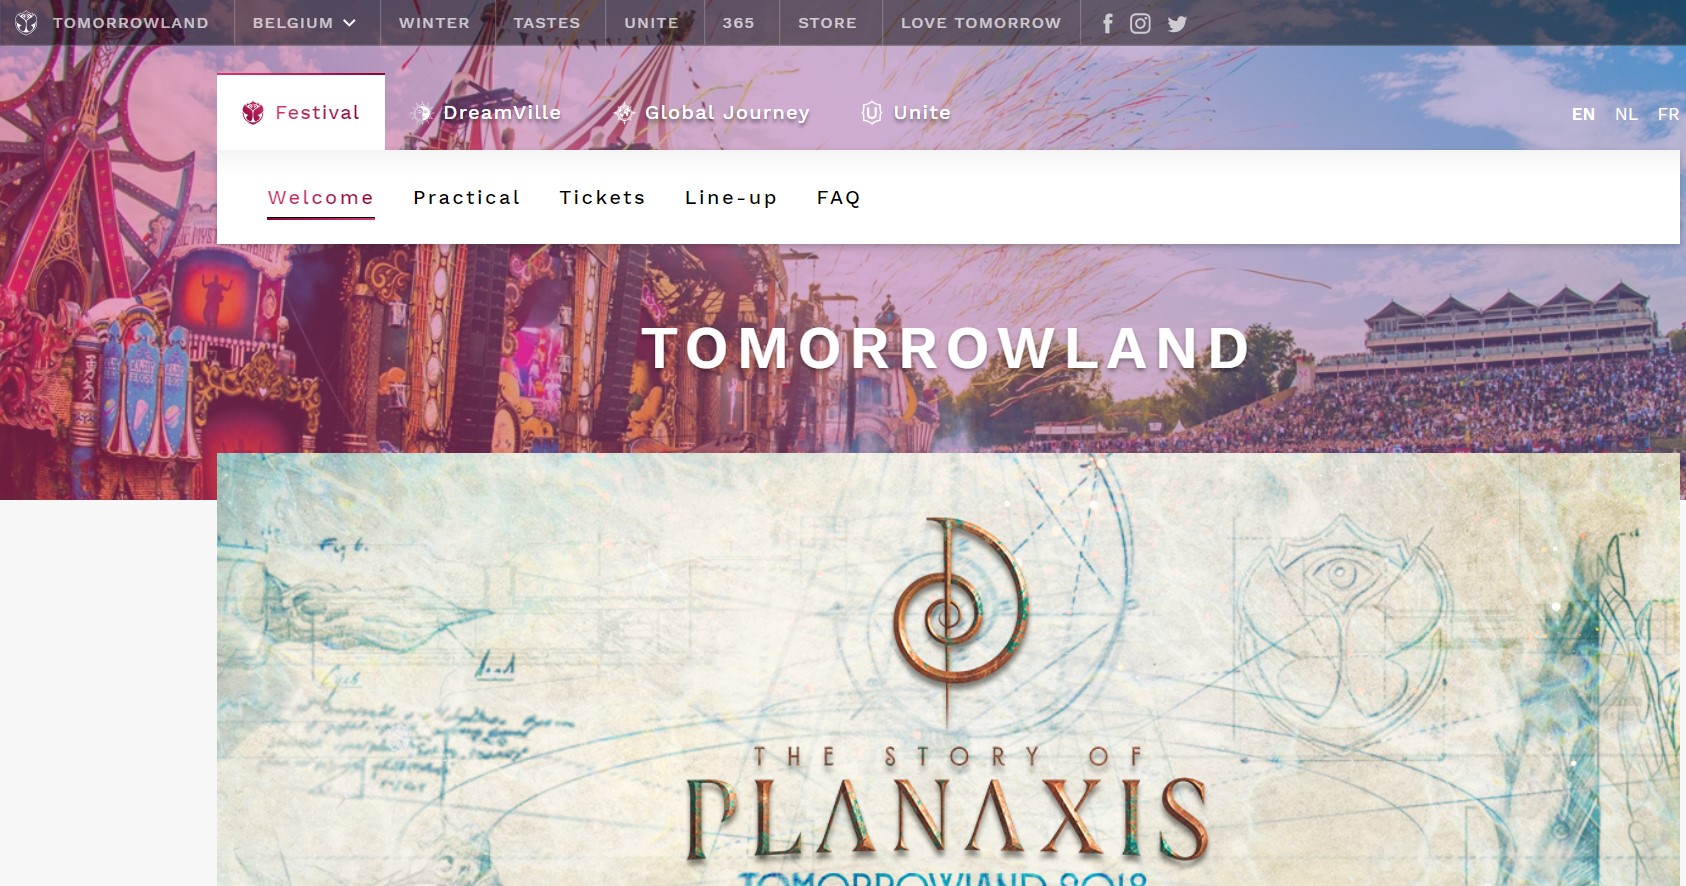 TOMORROWLAND BELGIUM WINTER TASTES UNITE 365 STORE LOVE TOMORROW
Festival DreamVille Global Journey Unite EN NL FR
Welcome Practical Tickets Line-up FAQ
TOMORROWLAND
Fig 6.
THE STORY OF
PLANAXIS
TOMORROWLAND 2018